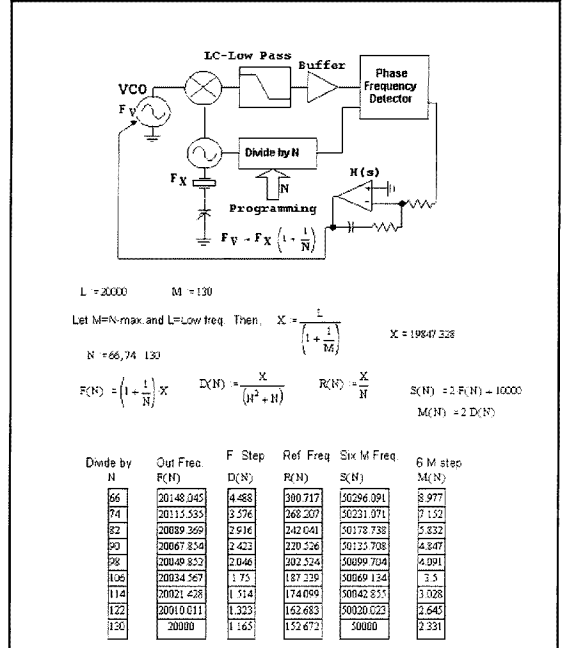 LC-Low Pass
Buffer
Phase
Frequency
Detector
VCO
F V
Divide by N
F X
N
H(s)
Programming
F V - F X (1 + 1/N)
L := 20000 M := 130
Let M=N-max.and L=Low freq. Then, X := L/(1 + 1/M) X = 19847.328
N := 66,74 130
F(N) := (1 + 1/N) X D(N) := X/(N² + N) R(N) := X/N S(N) := 2 F(N) + 10000
M(N) := 2 D(N)
Divide by Out Freq. F Step Ref Freq Six M Freq. 6 M step
N F(N) D(N) R(N) S(N) M(N)
66 20148.045 4.488 300.717 50296.091 8.977
74 20115.535 3.576 268.207 50231.071 7.152
82 20089.369 2.916 242.041 50178.738 5.832
90 20067.854 2.423 220.526 50135.708 4.847
98 20049.852 2.046 202.524 50099.704 4.091
106 20034.567 1.75 187.239 50069.134 3.5
114 20021.428 1.514 174.099 50042.855 3.028
122 20010.011 1.323 162.683 50020.023 2.645
130 20000 1.165 152.672 50000 2.331